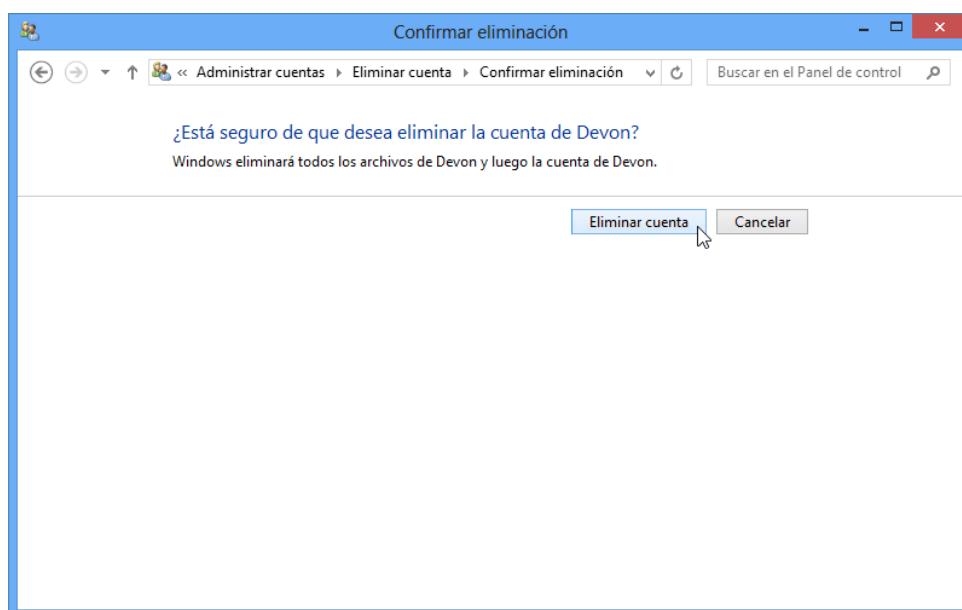 Confirmar eliminación
« Administrar cuentas Eliminar cuenta Confirmar eliminación Buscar en el Panel de control
¿Está seguro de que desea eliminar la cuenta de Devon?
Windows eliminará todos los archivos de Devon y luego la cuenta de Devon.
Eliminar cuenta Cancelar